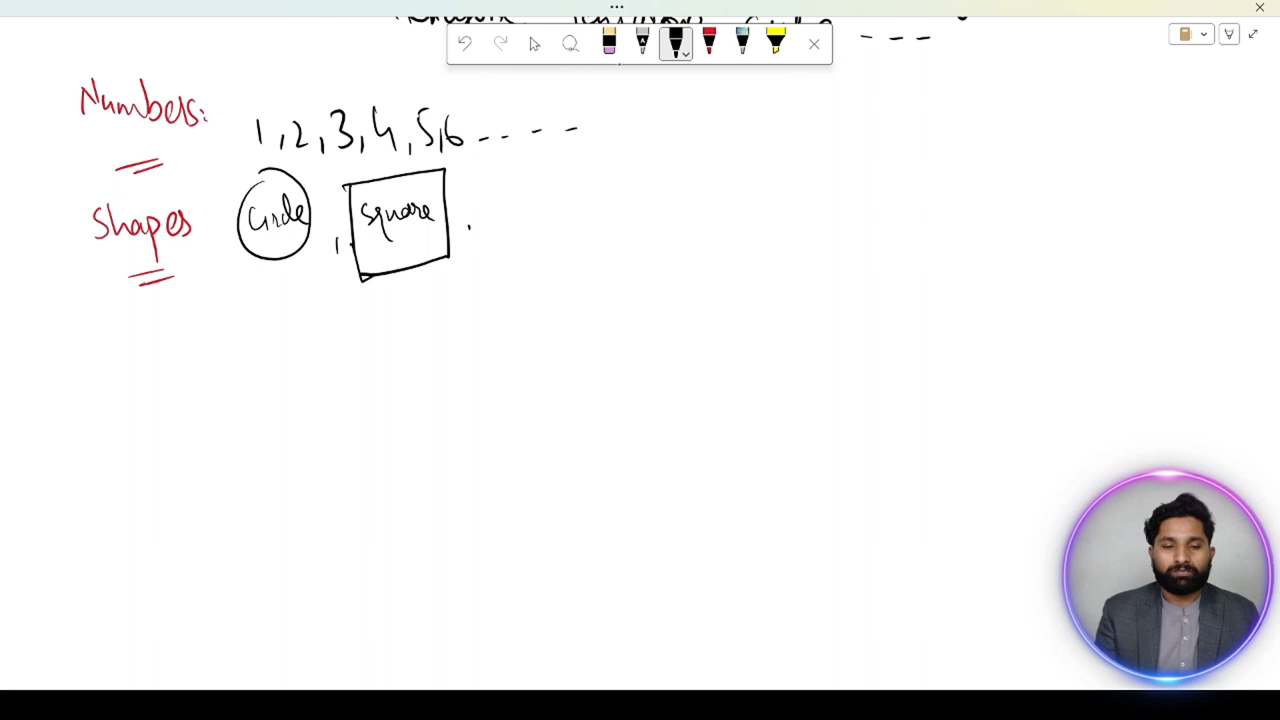 - - -
Numbers:
1, 2, 3, 4, 5, 6 - - - -
Shapes Circle , Square .